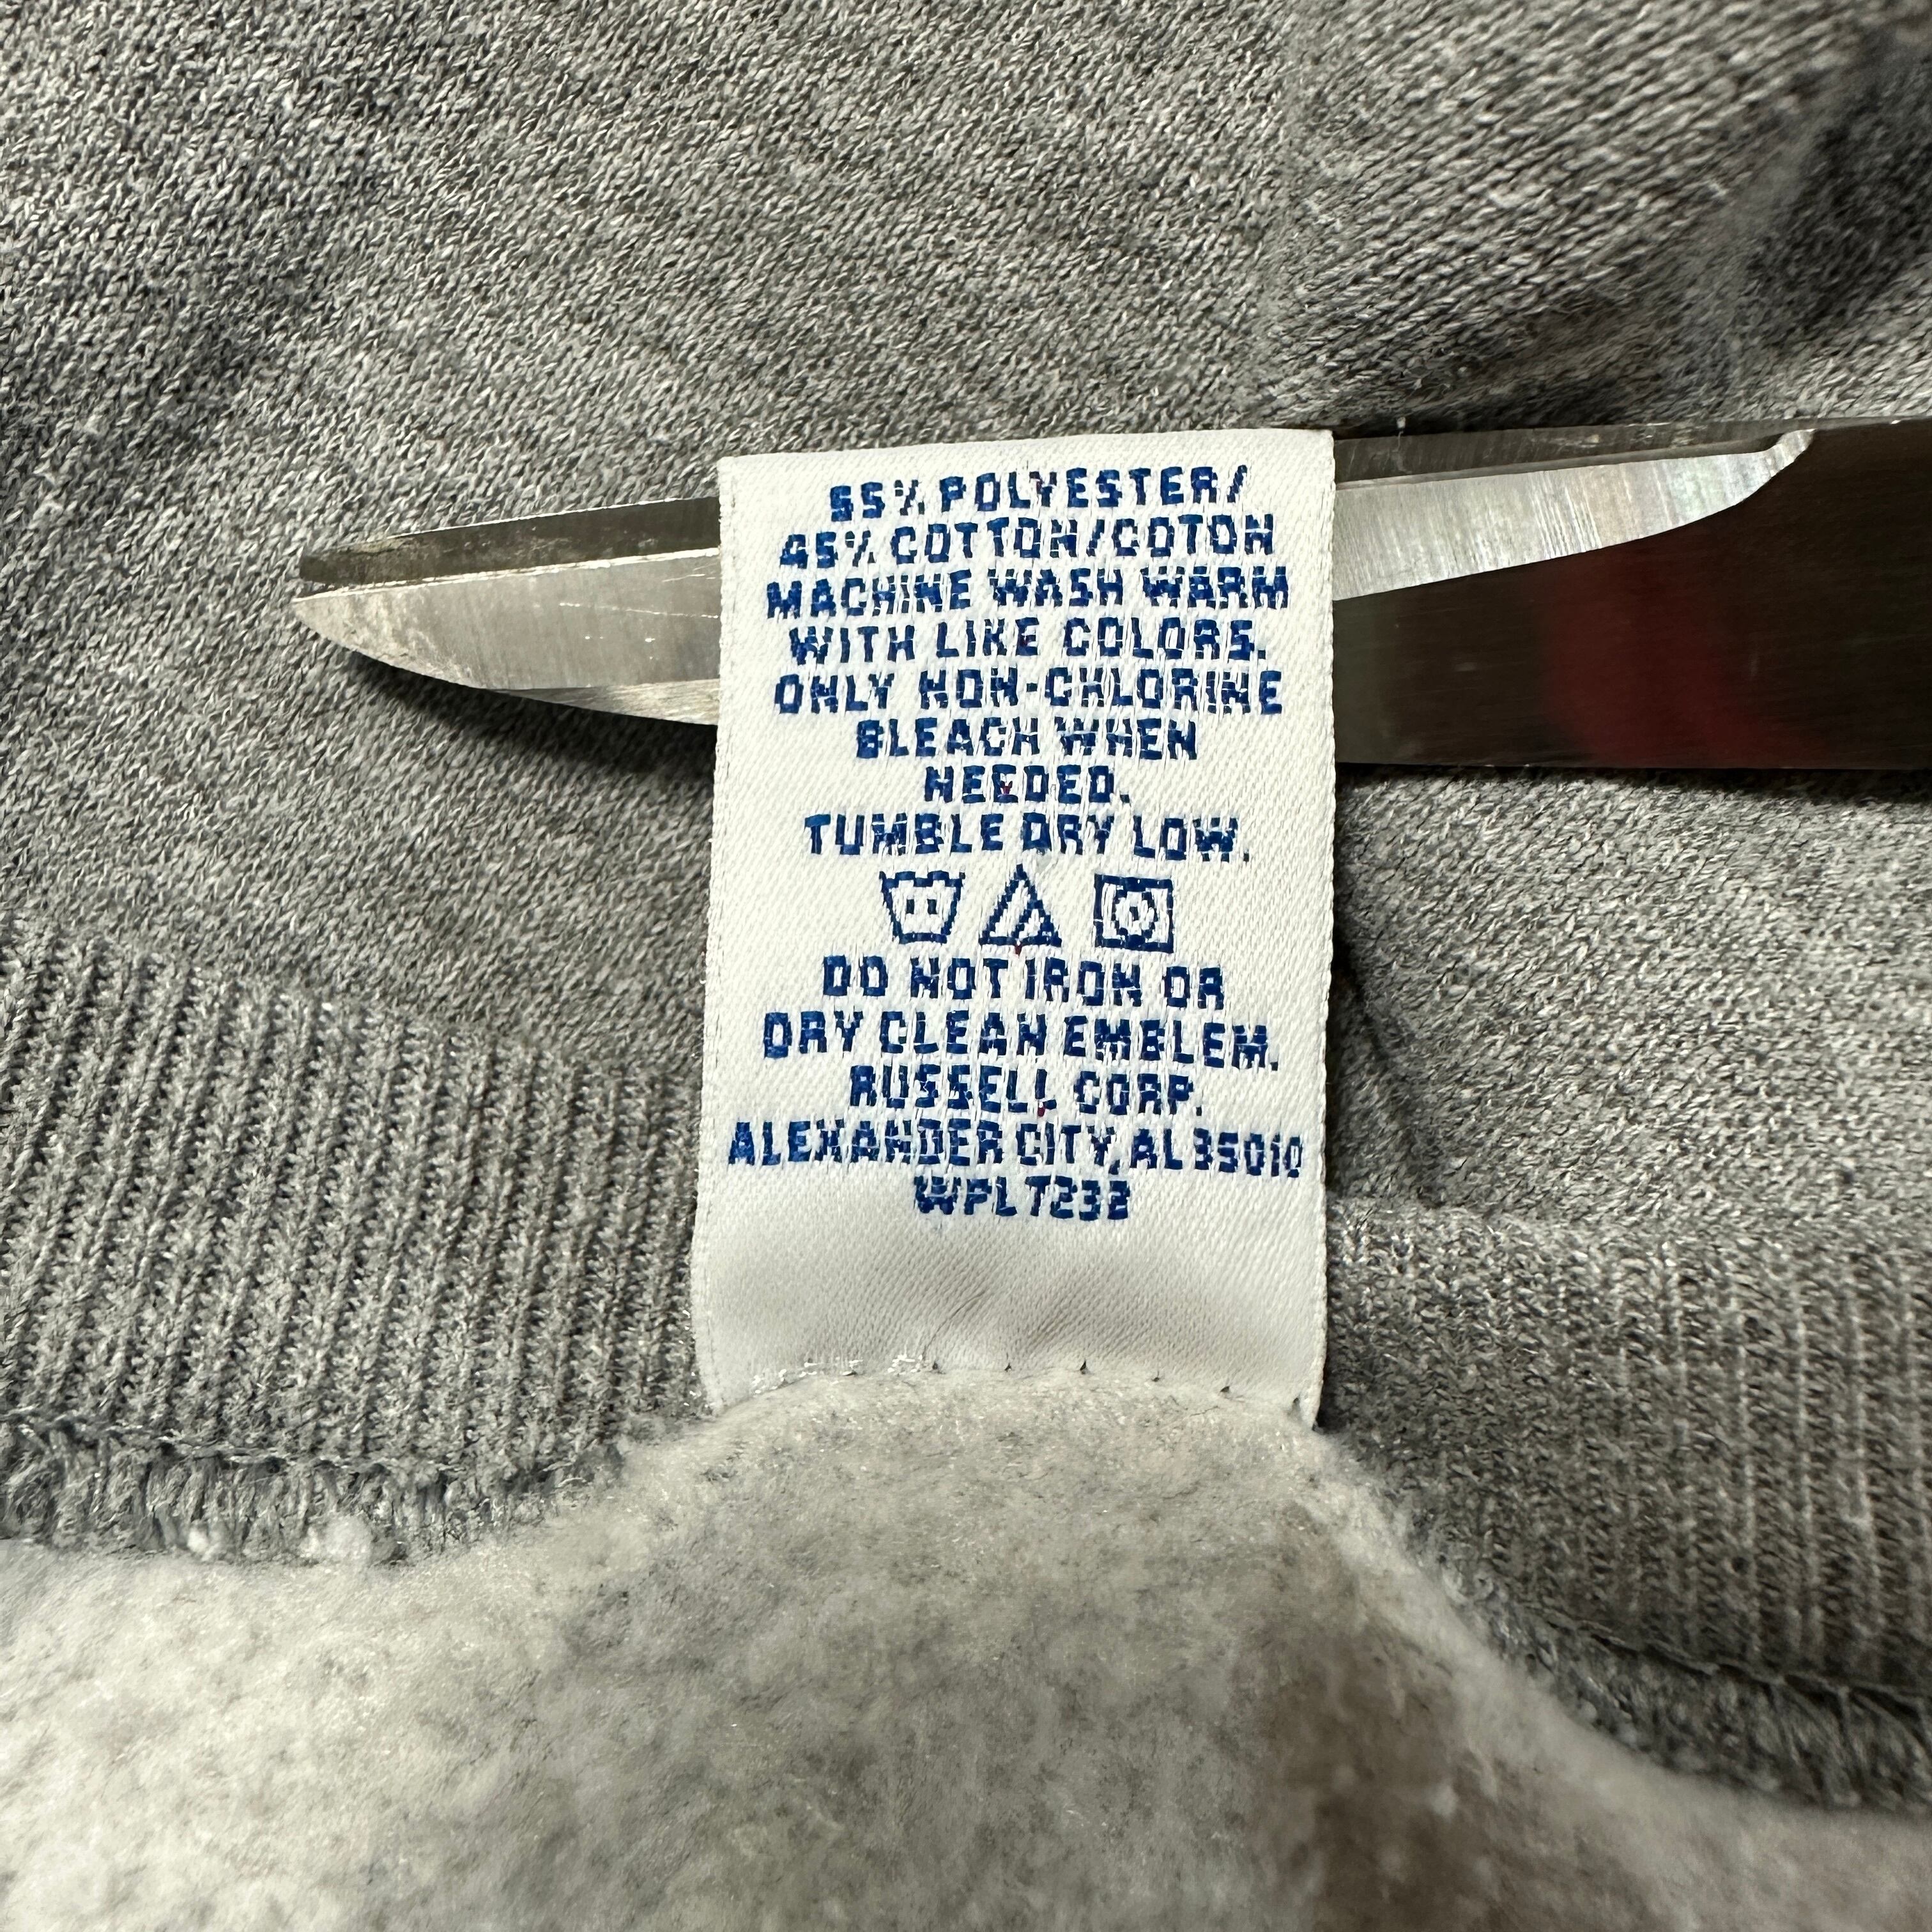 55% POLYESTER/
45% COTTON/COTON
MACHINE WASH WARM
WITH LIKE COLORS.
ONLY NON-CHLORINE
BLEACH WHEN
NEEDED.
TUMBLE DRY LOW.
DO NOT IRON OR
DRY CLEAN EMBLEM.
RUSSELL CORP.
ALEXANDER CITY, AL 35010
WPL 7232